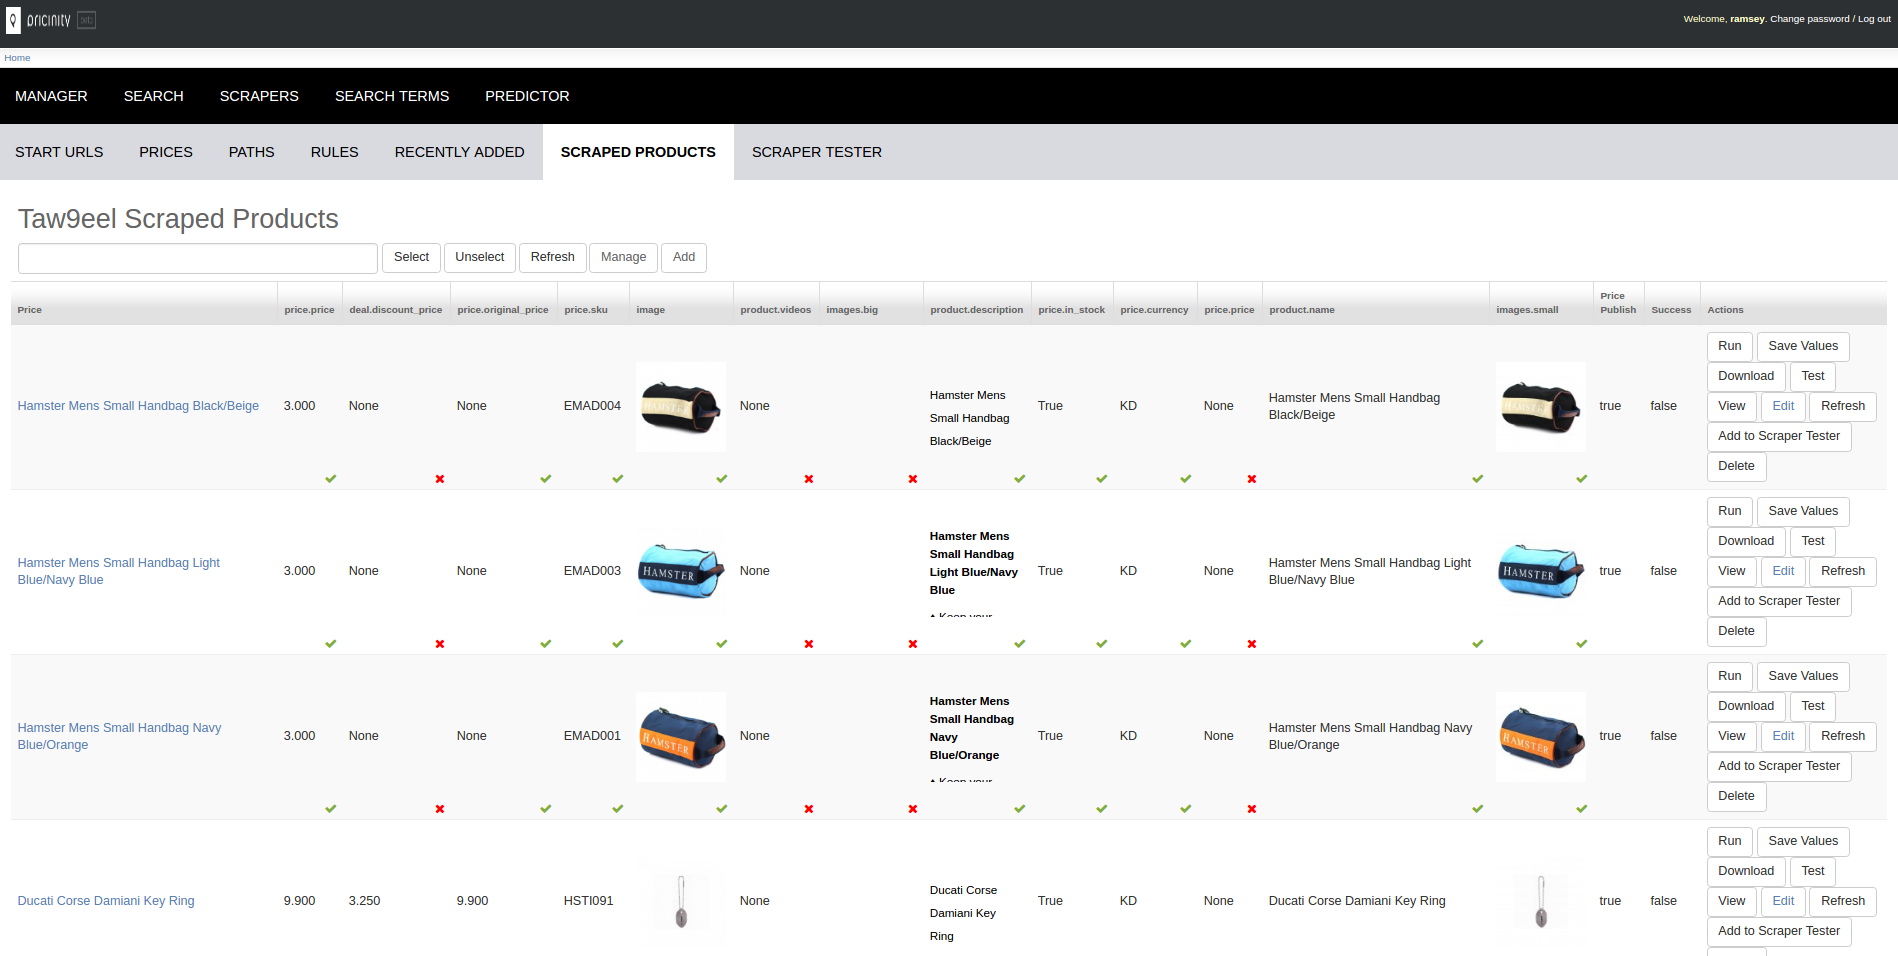 pricinity beta
Welcome, ramsey. Change password / Log out
Home
MANAGER SEARCH SCRAPERS SEARCH TERMS PREDICTOR
START URLS PRICES PATHS RULES RECENTLY ADDED SCRAPED PRODUCTS SCRAPER TESTER
Taw9eel Scraped Products
Select Unselect Refresh Manage Add
Price price.price deal.discount_price price.original_price price.sku image product.videos images.big product.description price.in_stock price.currency price.price product.name images.small Price Publish Success Actions
Hamster Mens Small Handbag Black/Beige 3.000 None None EMAD004 HAMSTER None Hamster Mens Small Handbag Black/Beige True KD None Hamster Mens Small Handbag Black/Beige HAMSTER true false
Run Save Values
Download Test
View Edit Refresh
Add to Scraper Tester
Delete
Hamster Mens Small Handbag Light Blue/Navy Blue 3.000 None None EMAD003 HAMSTER None Hamster Mens Small Handbag Light Blue/Navy Blue True KD None Hamster Mens Small Handbag Light Blue/Navy Blue HAMSTER true false
Run Save Values
Download Test
View Edit Refresh
Add to Scraper Tester
Delete
Hamster Mens Small Handbag Navy Blue/Orange 3.000 None None EMAD001 HAMSTER None Hamster Mens Small Handbag Navy Blue/Orange True KD None Hamster Mens Small Handbag Navy Blue/Orange HAMSTER true false
Run Save Values
Download Test
View Edit Refresh
Add to Scraper Tester
Delete
Ducati Corse Damiani Key Ring 9.900 3.250 9.900 HSTI091 None Ducati Corse Damiani Key Ring True KD None Ducati Corse Damiani Key Ring true false
Run Save Values
Download Test
View Edit Refresh
Add to Scraper Tester